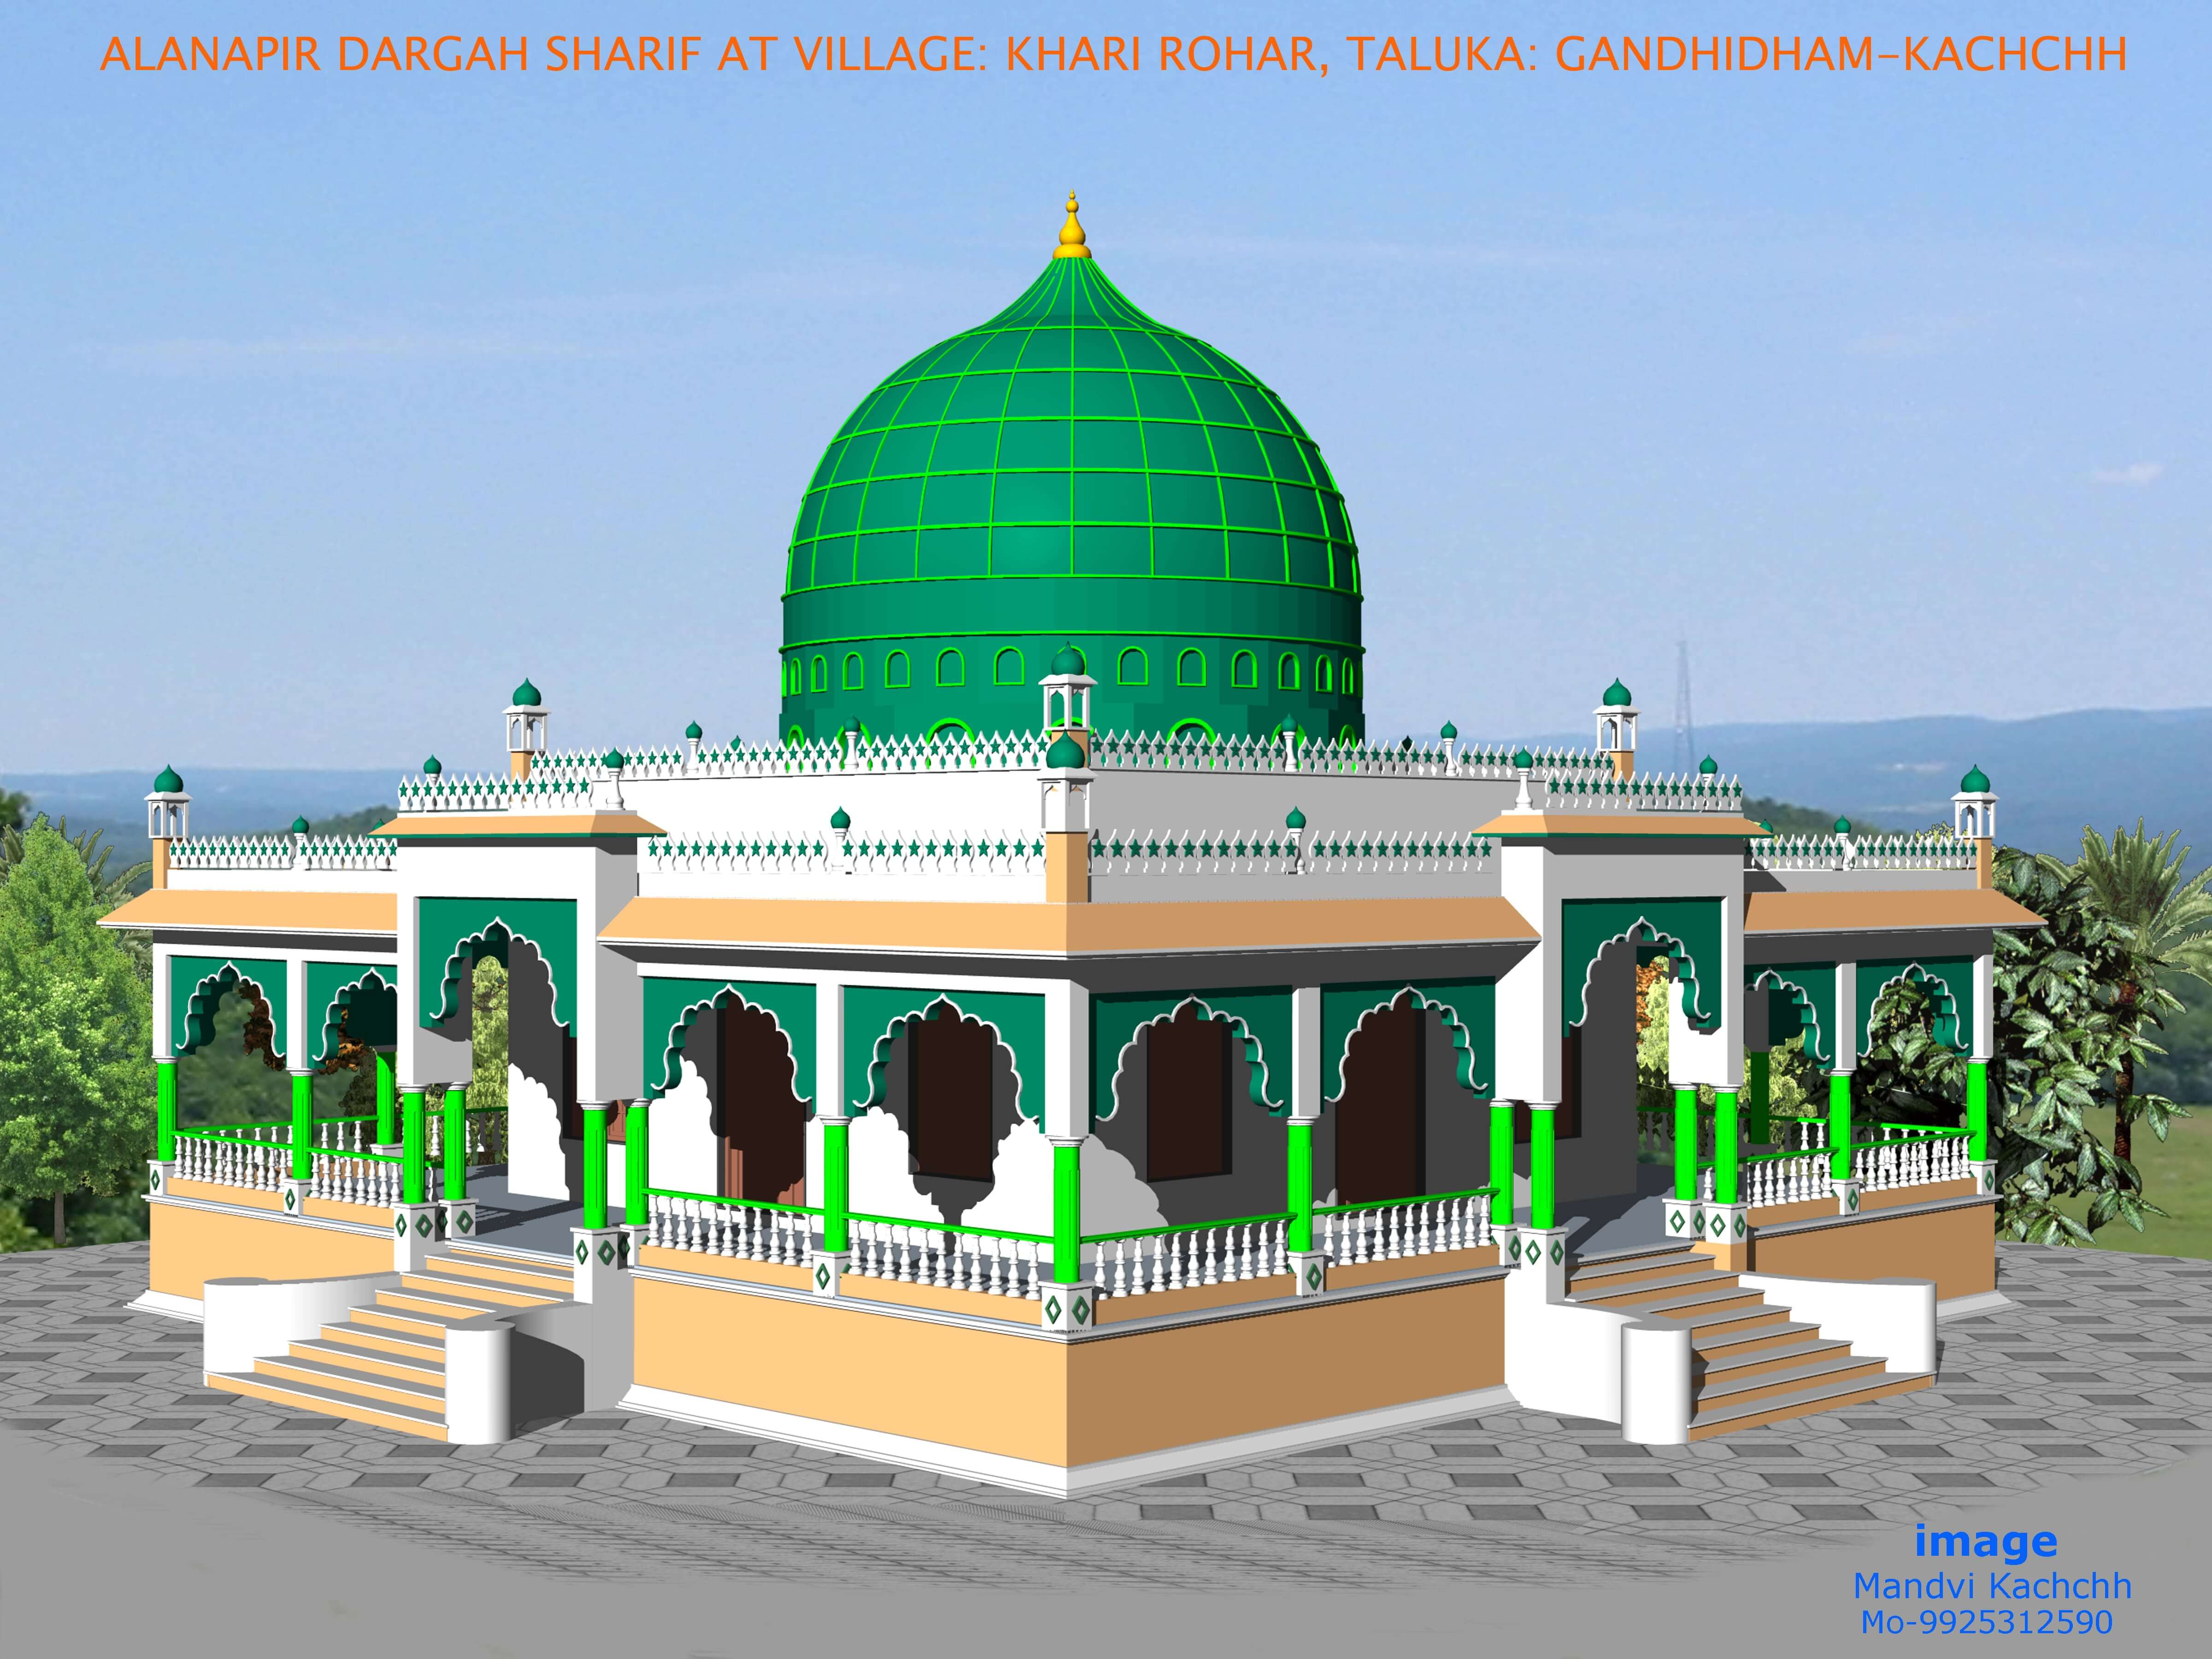 ALANAPIR DARGAH SHARIF AT VILLAGE: KHARI ROHAR, TALUKA: GANDHIDHAM-KACHCHH
image
Mandvi Kachchh
Mo-9925312590